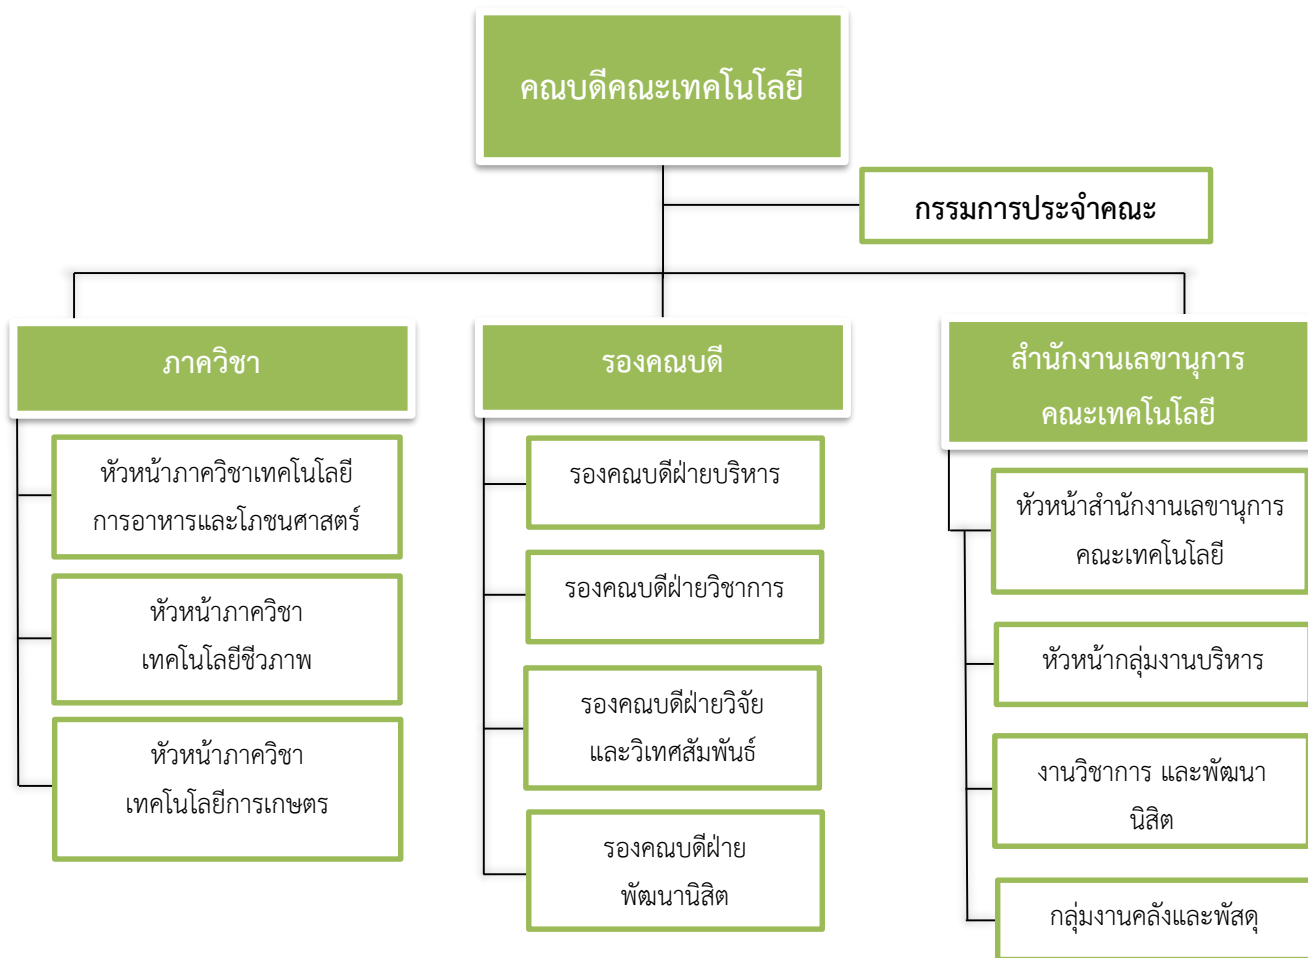 คณบดีคณะเทคโนโลยี
กรรมการประจำคณะ
ภาควิชา
หัวหน้าภาควิชาเทคโนโลยี
การอาหารและโภชนศาสตร์
หัวหน้าภาควิชา
เทคโนโลยีชีวภาพ
หัวหน้าภาควิชา
เทคโนโลยีการเกษตร
รองคณบดี
รองคณบดีฝ่ายบริหาร
รองคณบดีฝ่ายวิชาการ
รองคณบดีฝ่ายวิจัย
และวิเทศสัมพันธ์
รองคณบดีฝ่าย
พัฒนานิสิต
สำนักงานเลขานุการ
คณะเทคโนโลยี
หัวหน้าสำนักงานเลขานุการ
คณะเทคโนโลยี
หัวหน้ากลุ่มงานบริหาร
งานวิชาการ และพัฒนา
นิสิต
กลุ่มงานคลังและพัสดุ